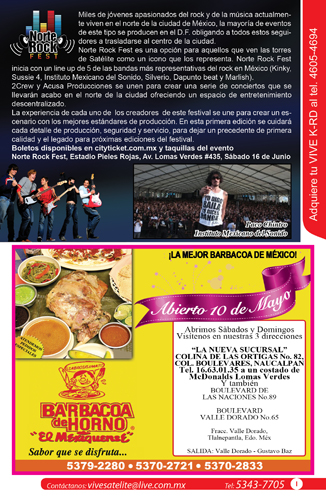 Norte
Rock
FEST
Miles de jóvenes apasionados del rock y de la música actualmen-
te viven en el norte de la ciudad de México, la mayoría de eventos
de este tipo se producen en el D.F. obligando a todos estos segui-
dores a trasladarse al centro de la ciudad.
Norte Rock Fest es una opción para aquellos que ven las torres
de Satélite como un icono que los representa. Norte Rock Fest
inicia con un line up de 5 de las bandas más representativas del rock en México (Kinky,
Sussie 4, Instituto Mexicano del Sonido, Silverio, Dapunto beat y Marlish).
2Crew y Acusa Producciones se unen para crear una serie de conciertos que se
llevarán acabo en el norte de la ciudad ofreciendo un espacio de entretenimiento
descentralizado.
La experiencia de cada uno de los creadores de este festival se une para crear un es-
cenario con los mejores estándares de producción. En esta primera edición se cuidará
cada detalle de producción, seguridad y servicio, para dejar un precedente de primera
calidad y el legado para próximas ediciones del festival.
Boletos disponibles en cityticket.com.mx y taquillas del evento
Norte Rock Fest, Estadio Pieles Rojas, Av. Lomas Verdes #435, Sábado 16 de Junio
Adquiere tu VIVE K-RD al tel. 4605-4694
Paco Chintro
Instituto Mexicano del Sonido
¡LA MEJOR BARBACOA DE MÉXICO!
Abierto 10 de Mayo
Abrimos Sábados y Domingos
Visítenos en nuestras 3 direcciones
"LA NUEVA SUCURSAL"
COLINA DE LAS ORTIGAS No. 82,
COL. BOULEVARES, NAUCALPAN
Tel. 16.63.01.35 a un costado de
McDonalds Lomas Verdes
Y también
BOULEVARD DE
LAS NACIONES No.89
BOULEVARD
VALLE DORADO No.65
Fracc. Valle Dorado,
Tlalnepantla, Edo. Méx
SALIDA: Valle Dorado - Gustavo Baz
BARBACOA
de HORNO
"EL Mexiquense"
Sabor que se disfruta...
5379-2280 • 5370-2721 • 5370-2833
Contáctanos: vivesatelite@live.com.mx
Tel: 5343-7705